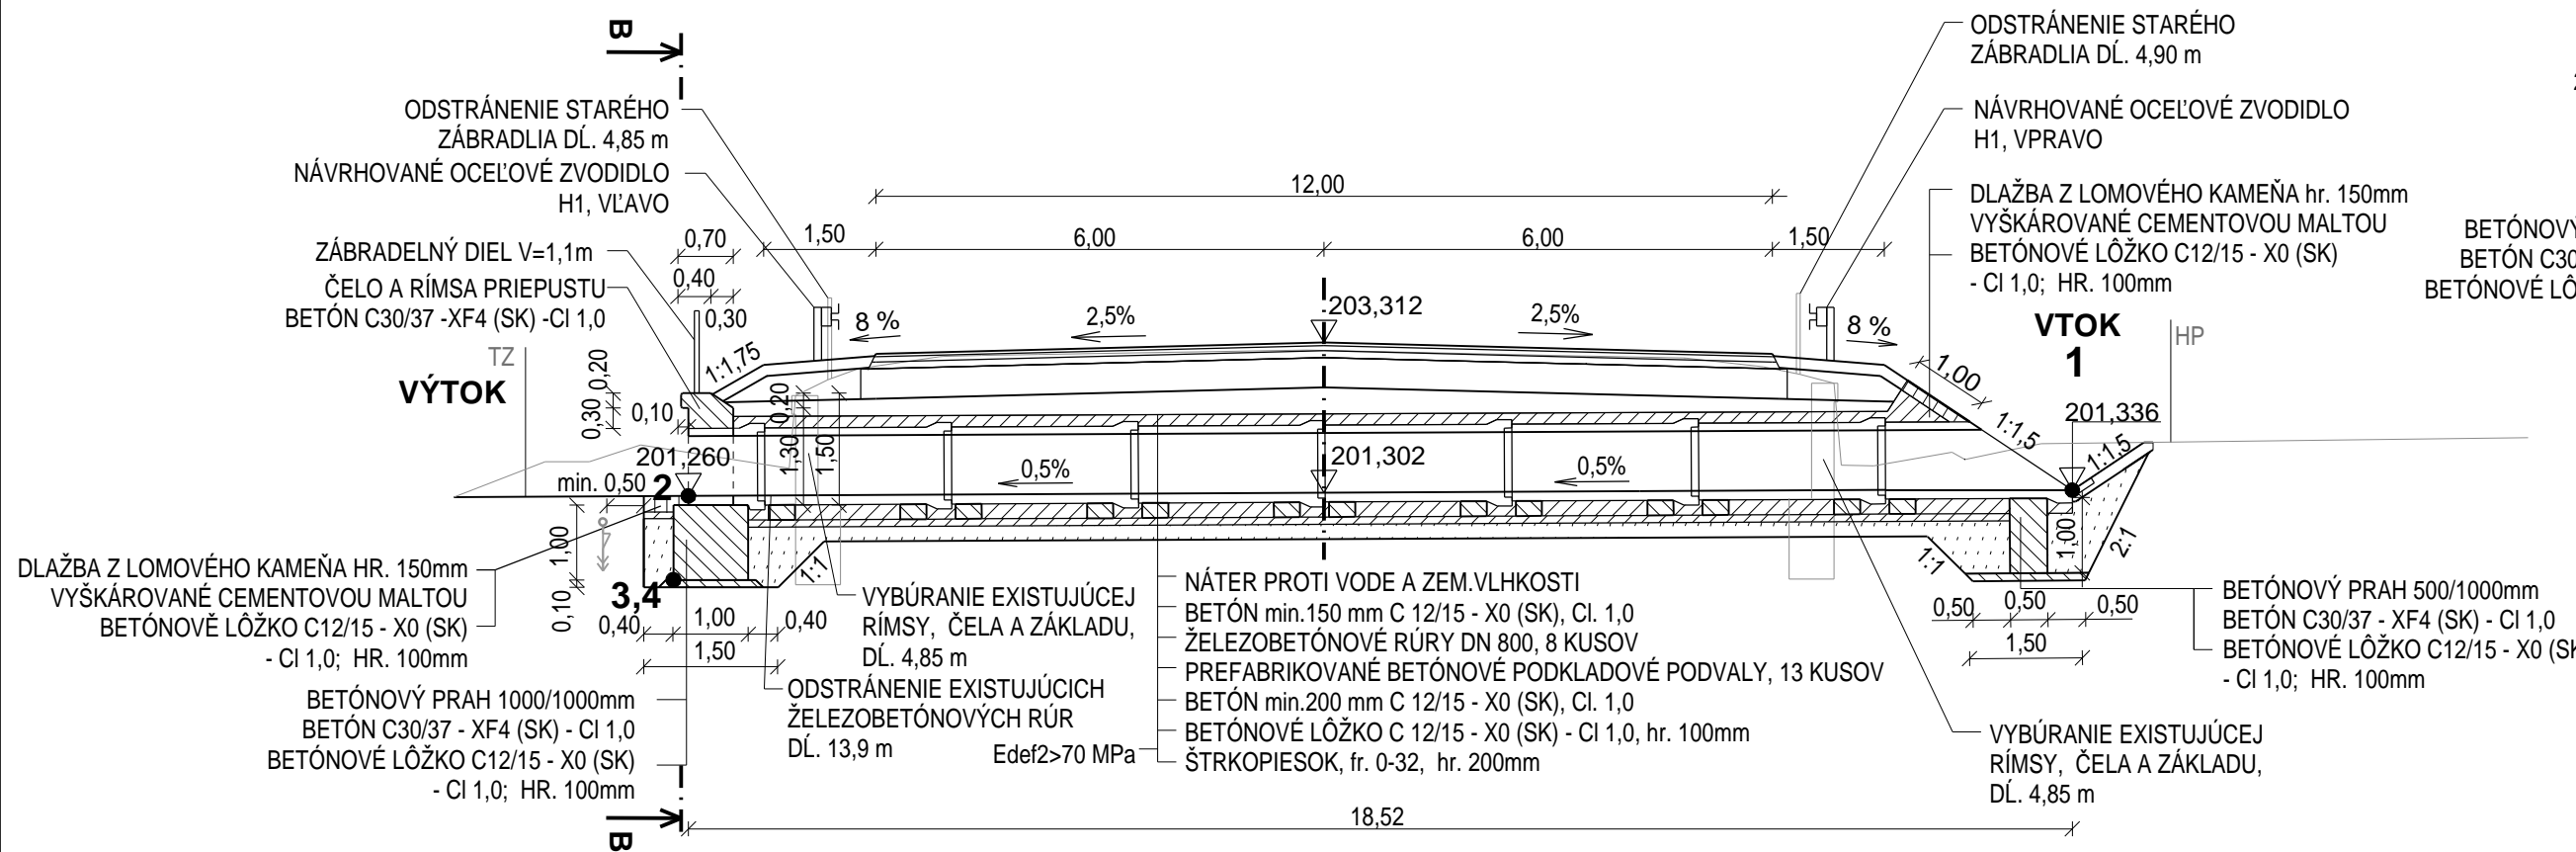 B
ODSTRÁNENIE STARÉHO
ZÁBRADLIA DĹ. 4,85 m
NÁVRHOVANÉ OCEĽOVÉ ZVODIDLO
H1, VĽAVO
ZÁBRADELNÝ DIEL V=1,1m
ČELO A RÍMSA PRIEPUSTU
BETÓN C30/37 -XF4 (SK) -Cl 1,0
TZ
VÝTOK
ODSTRÁNENIE STARÉHO
ZÁBRADLIA DĹ. 4,90 m
NÁVRHOVANÉ OCEĽOVÉ ZVODIDLO
H1, VPRAVO
DLAŽBA Z LOMOVÉHO KAMEŇA hr. 150mm
VYŠKÁROVANÉ CEMENTOVOU MALTOU
BETÓNOVÉ LÔŽKO C12/15 - X0 (SK)
- Cl 1,0; HR. 100mm
VTOK
1
HP
BETÓNOVÝ
BETÓN C30
BETÓNOVÉ LÔ
12,00
0,70
1,50
6,00
6,00
1,50
0,40
0,30
8 %
2,5%
203,312
2,5%
8 %
1:1,75
1,00
1:1,5
201,336
1:1,5
0,20
0,30
0,10
0,20
1,30
1,50
201,260
min. 0,50
2
0,5%
201,302
0,5%
1,00
0,10
3,4
1:1
1:1
1,00
2:1
0,40
1,00
0,40
1,50
0,50
0,50
0,50
1,50
DLAŽBA Z LOMOVÉHO KAMEŇA HR. 150mm
VYŠKÁROVANÉ CEMENTOVOU MALTOU
BETÓNOVĚ LÔŽKO C12/15 - X0 (SK)
- Cl 1,0; HR. 100mm
BETÓNOVÝ PRAH 1000/1000mm
BETÓN C30/37 - XF4 (SK) - Cl 1,0
BETÓNOVÉ LÔŽKO C12/15 - X0 (SK)
- Cl 1,0; HR. 100mm
VYBÚRANIE EXISTUJÚCEJ
RÍMSY, ČELA A ZÁKLADU,
DĹ. 4,85 m
ODSTRÁNENIE EXISTUJÚCICH
ŽELEZOBETÓNOVÝCH RÚR
DĹ. 13,9 m
NÁTER PROTI VODE A ZEM.VLHKOSTI
BETÓN min.150 mm C 12/15 - X0 (SK), Cl. 1,0
ŽELEZOBETÓNOVÉ RÚRY DN 800, 8 KUSOV
PREFABRIKOVANÉ BETÓNOVÉ PODKLADOVÉ PODVALY, 13 KUSOV
BETÓN min.200 mm C 12/15 - X0 (SK), Cl. 1,0
BETÓNOVÉ LÔŽKO C 12/15 - X0 (SK) - Cl 1,0, hr. 100mm
Edef2>70 MPa
ŠTRKOPIESOK, fr. 0-32, hr. 200mm
BETÓNOVÝ PRAH 500/1000mm
BETÓN C30/37 - XF4 (SK) - Cl 1,0
BETÓNOVÉ LÔŽKO C12/15 - X0 (SK
- Cl 1,0; HR. 100mm
VYBÚRANIE EXISTUJÚCEJ
RÍMSY, ČELA A ZÁKLADU,
DĹ. 4,85 m
18,52
B